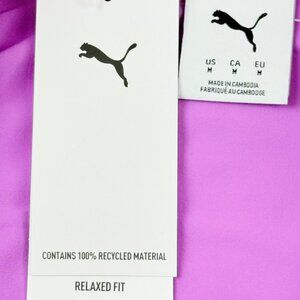 US CA EU
M M M
MADE IN CAMBODIA
FABRIQUÉ AU CAMBODGE
CONTAINS 100% RECYCLED MATERIAL
RELAXED FIT